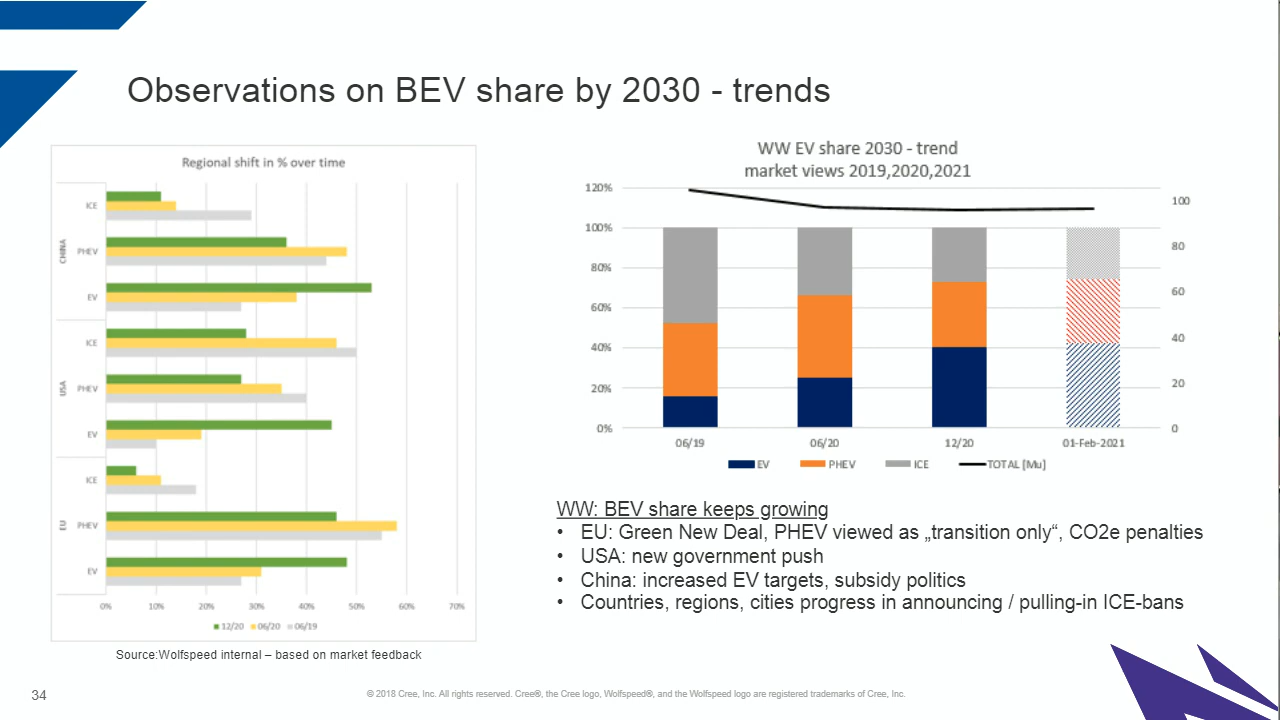 Observations on BEV share by 2030 - trends
Regional shift in % over time
CHINA
ICE
PHEV
EV
USA
ICE
PHEV
EV
EU
ICE
PHEV
EV
0% 10% 20% 30% 40% 50% 60% 70%
12/20 06/20 06/19
Source:Wolfspeed internal – based on market feedback
WW EV share 2030 - trend
market views 2019,2020,2021
120%
100%
80%
60%
40%
20%
0%
100
80
60
40
20
0
06/19 06/20 12/20 01-Feb-2021
EV PHEV ICE TOTAL [Mu]
WW: BEV share keeps growing
• EU: Green New Deal, PHEV viewed as „transition only“, CO2e penalties
• USA: new government push
• China: increased EV targets, subsidy politics
• Countries, regions, cities progress in announcing / pulling-in ICE-bans
34
© 2018 Cree, Inc. All rights reserved. Cree®, the Cree logo, Wolfspeed®, and the Wolfspeed logo are registered trademarks of Cree, Inc.